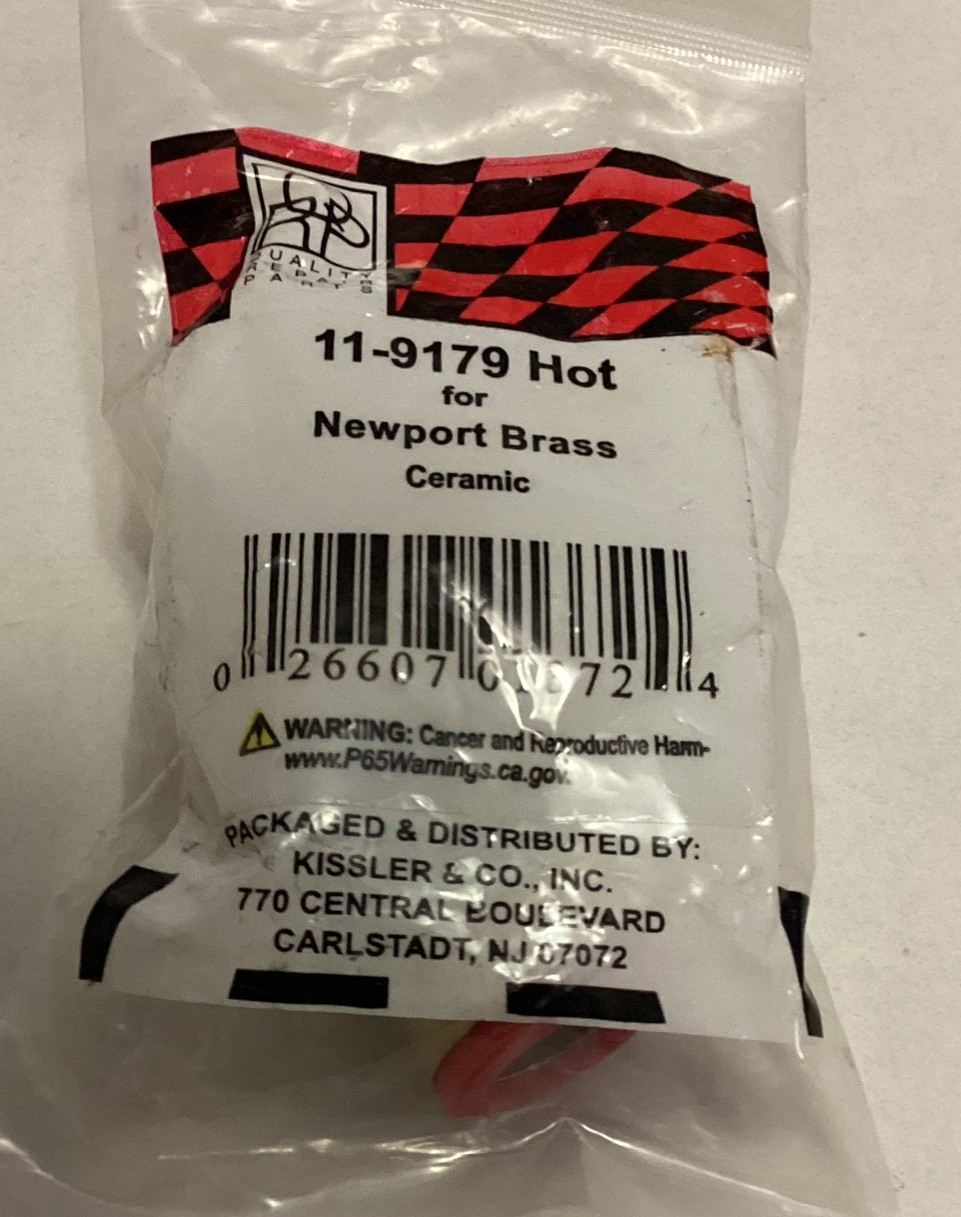 QUALITY
REPAIR
PARTS
11-9179 Hot
for
Newport Brass
Ceramic
0 26607 72 4
WARNING: Cancer and Reproductive Harm-
www.P65Warnings.ca.gov.
PACKAGED & DISTRIBUTED BY:
KISSLER & CO., INC.
770 CENTRAL BOULEVARD
CARLSTADT, NJ 07072